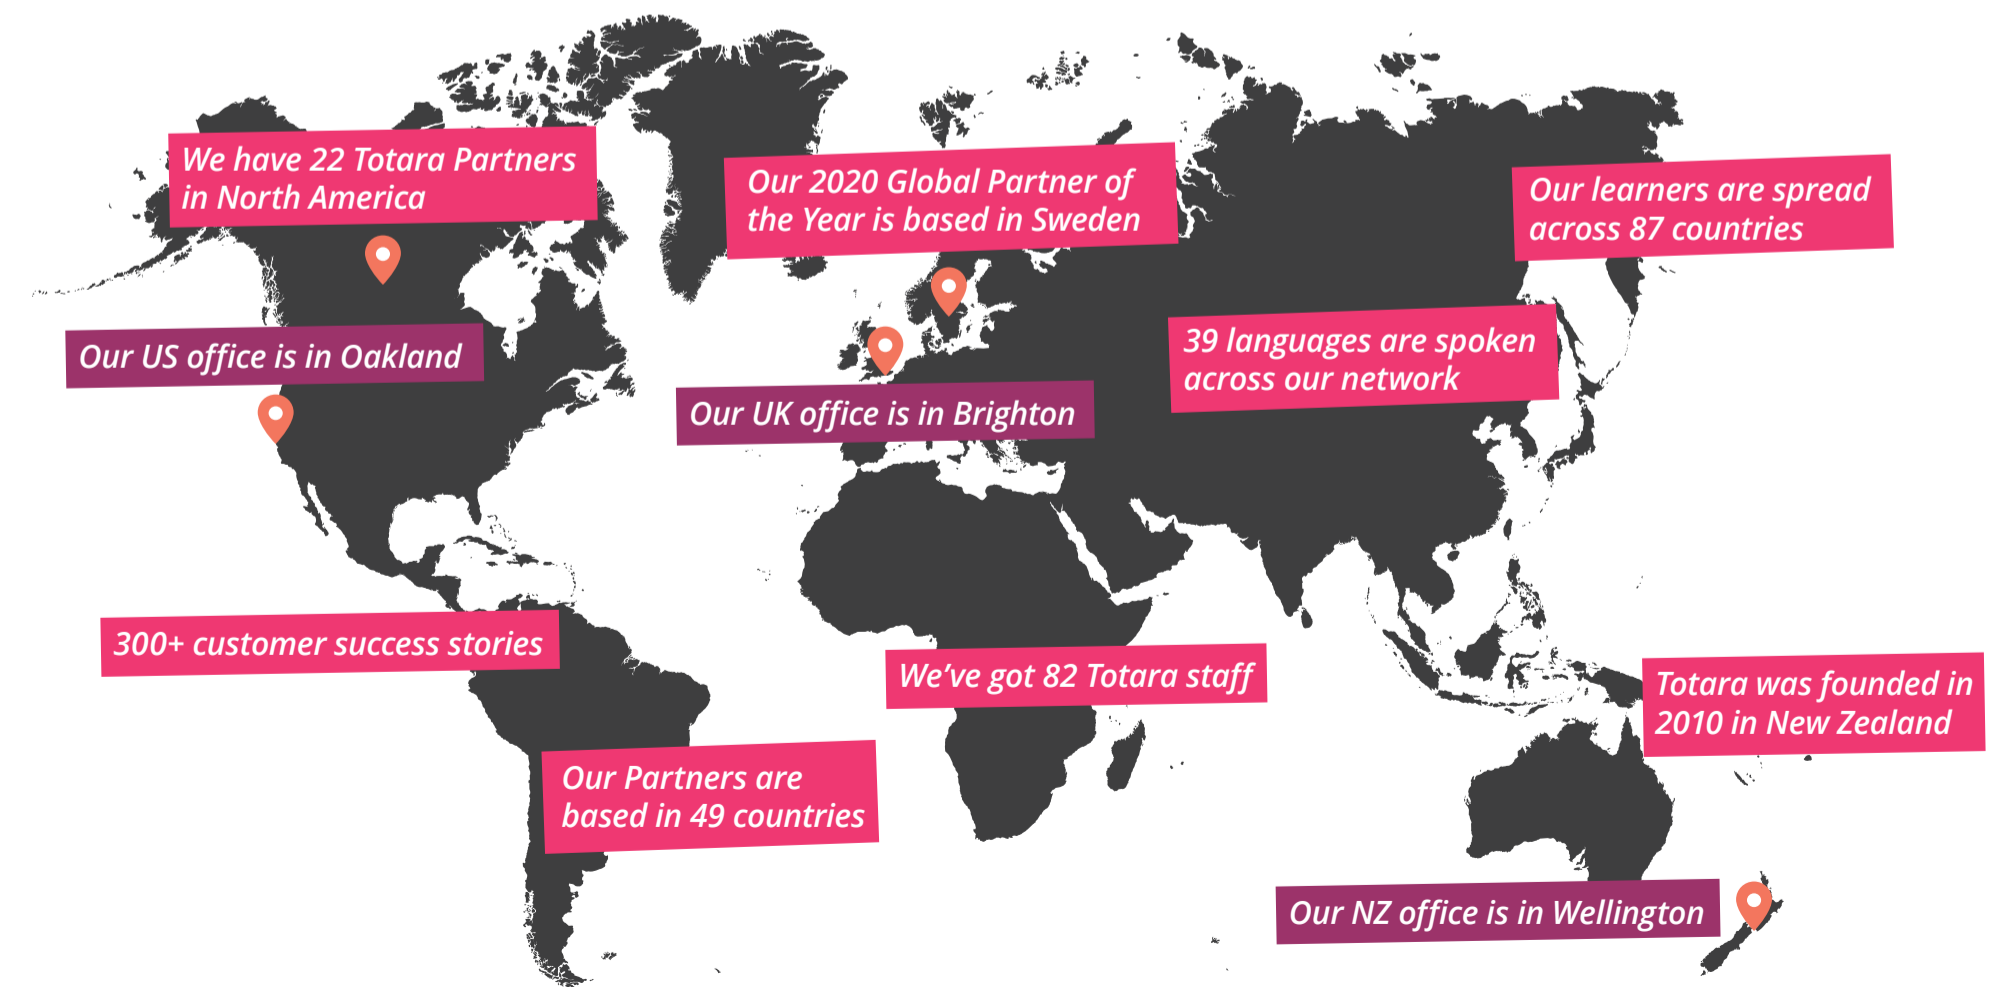 We have 22 Totara Partners
in North America
Our 2020 Global Partner of
the Year is based in Sweden
Our learners are spread
across 87 countries
Our US office is in Oakland
39 languages are spoken
across our network
Our UK office is in Brighton
300+ customer success stories
We've got 82 Totara staff
Totara was founded in
2010 in New Zealand
Our Partners are
based in 49 countries
Our NZ office is in Wellington